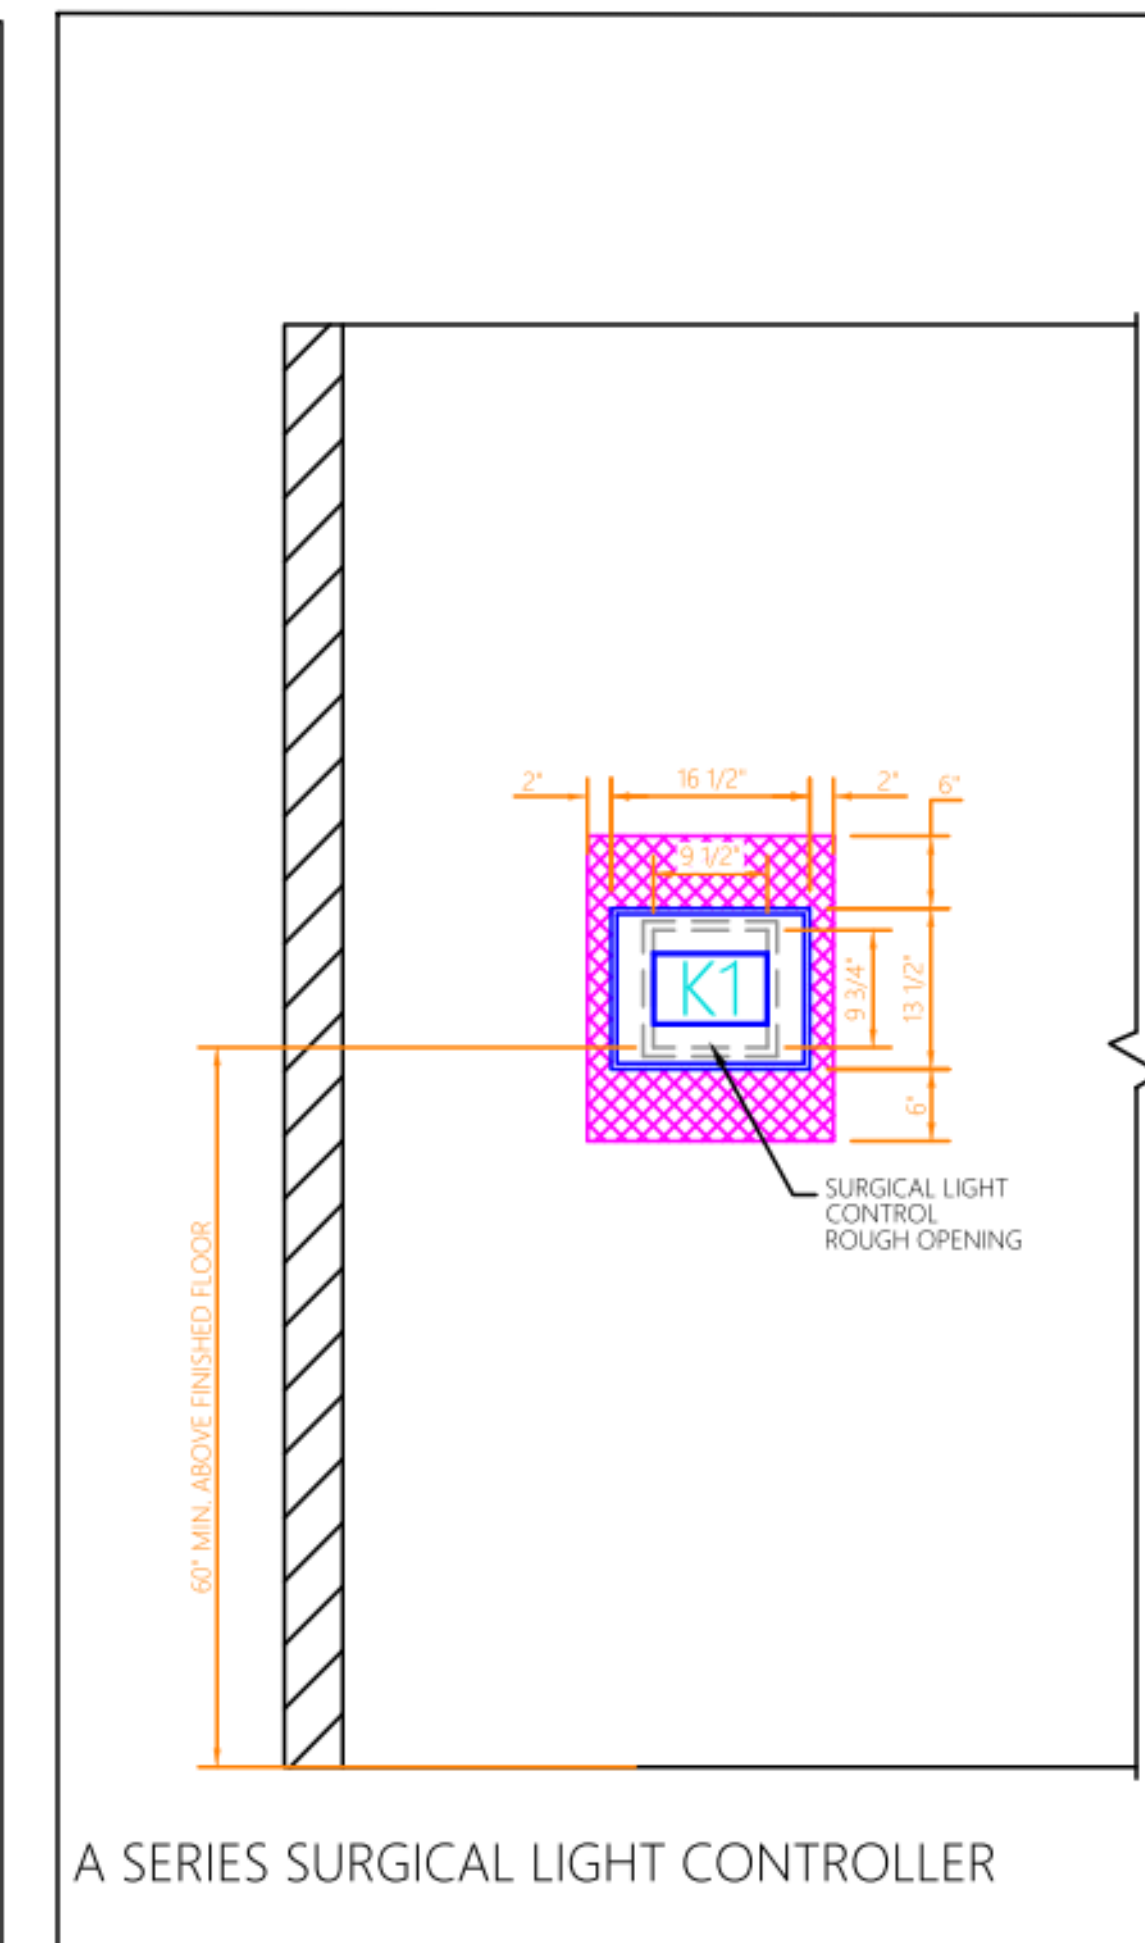 2" 16 1/2" 2" 6"
9 1/2"
K1
9 3/4"
13 1/2"
6"
SURGICAL LIGHT
CONTROL
ROUGH OPENING
60" MIN. ABOVE FINISHED FLOOR
A SERIES SURGICAL LIGHT CONTROLLER